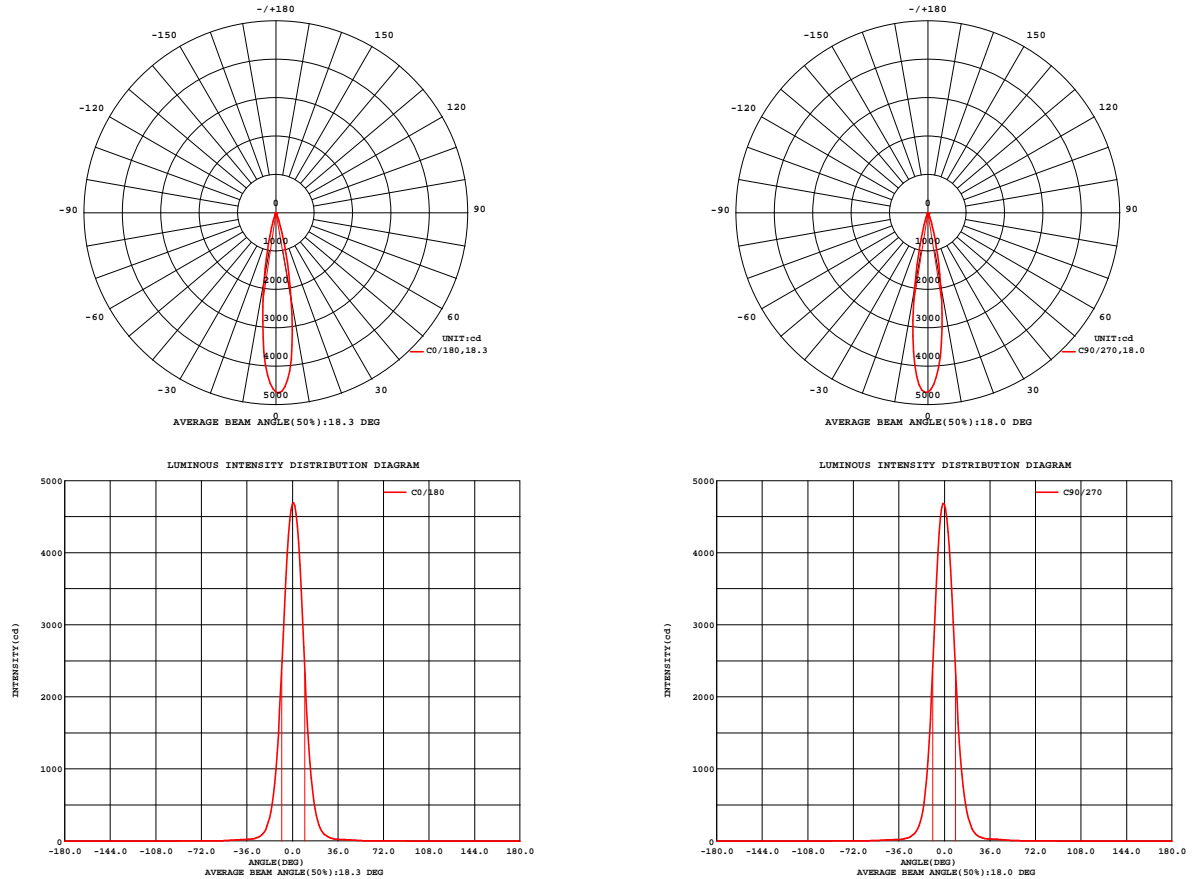 -/+180
-150 150
-120 120
-90 90
0
1000
2000
3000
4000
5000
-60 60
-30 30
0
UNIT:cd
C0/180,18.3
AVERAGE BEAM ANGLE(50%):18.3 DEG
-/+180
-150 150
-120 120
-90 90
0
1000
2000
3000
4000
5000
-60 60
-30 30
0
UNIT:cd
C90/270,18.0
AVERAGE BEAM ANGLE(50%):18.0 DEG
LUMINOUS INTENSITY DISTRIBUTION DIAGRAM
C0/180
INTENSITY(cd)
5000
4000
3000
2000
1000
0
-180.0 -144.0 -108.0 -72.0 -36.0 0.0 36.0 72.0 108.0 144.0 180.0
ANGLE(DEG)
AVERAGE BEAM ANGLE(50%):18.3 DEG
LUMINOUS INTENSITY DISTRIBUTION DIAGRAM
C90/270
INTENSITY(cd)
5000
4000
3000
2000
1000
0
-180.0 -144.0 -108.0 -72.0 -36.0 0.0 36.0 72.0 108.0 144.0 180.0
ANGLE(DEG)
AVERAGE BEAM ANGLE(50%):18.0 DEG